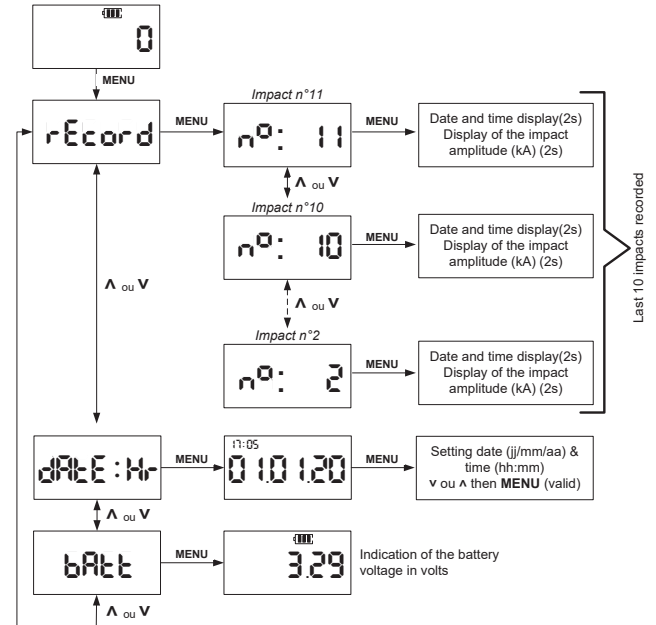 0
MENU
rEcord
MENU
Impact n°11
nº: 11
MENU
Date and time display(2s)
Display of the impact
amplitude (kA) (2s)
Λ ou V
Impact n°10
nº: 10
MENU
Date and time display(2s)
Display of the impact
amplitude (kA) (2s)
Λ ou V
Λ ou V
Impact n°2
nº: 2
MENU
Date and time display(2s)
Display of the impact
amplitude (kA) (2s)
Last 10 impacts recorded
dAtE:Hr
MENU
17:05
01.01.20
MENU
Setting date (jj/mm/aa) &
time (hh:mm)
v ou ʌ then MENU (valid)
Λ ou V
bAtt
MENU
3.29
Indication of the battery
voltage in volts
Λ ou V